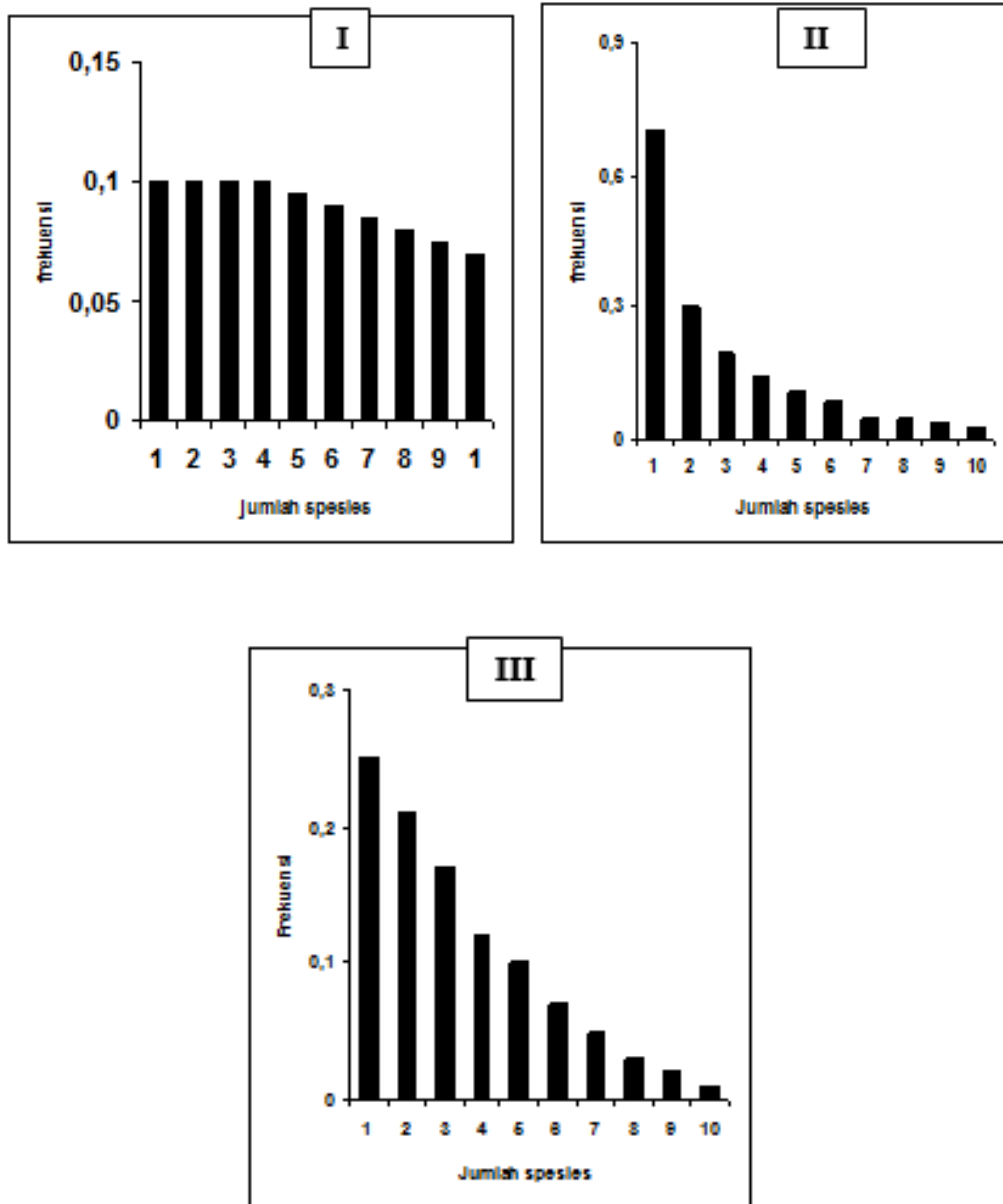 I
0,15
0,1
0,05
0
frekuensi
1 2 3 4 5 6 7 8 9 1
Jumlah spesies
II
0,9
0,6
0,3
0
frekuensi
1 2 3 4 5 6 7 8 9 10
Jumlah spesies
III
0,3
0,2
0,1
0
Frekuensi
1 2 3 4 5 6 7 8 9 10
Jumlah spesies